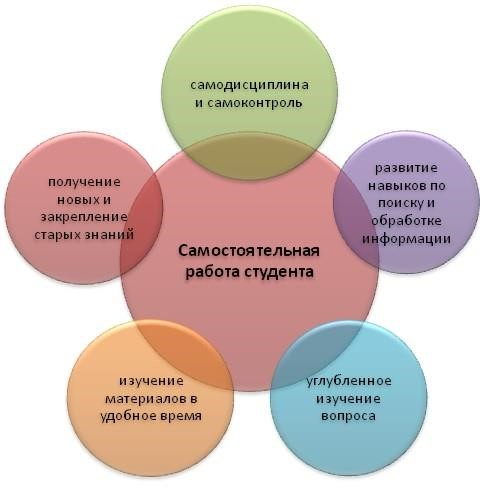 самодисциплина
и самоконтроль
развитие
навыков по
поиску и
обработке
информации
углубленное
изучение
вопроса
изучение
материалов в
удобное время
получение
новых и
закрепление
старых знаний
Самостоятельная
работа студента